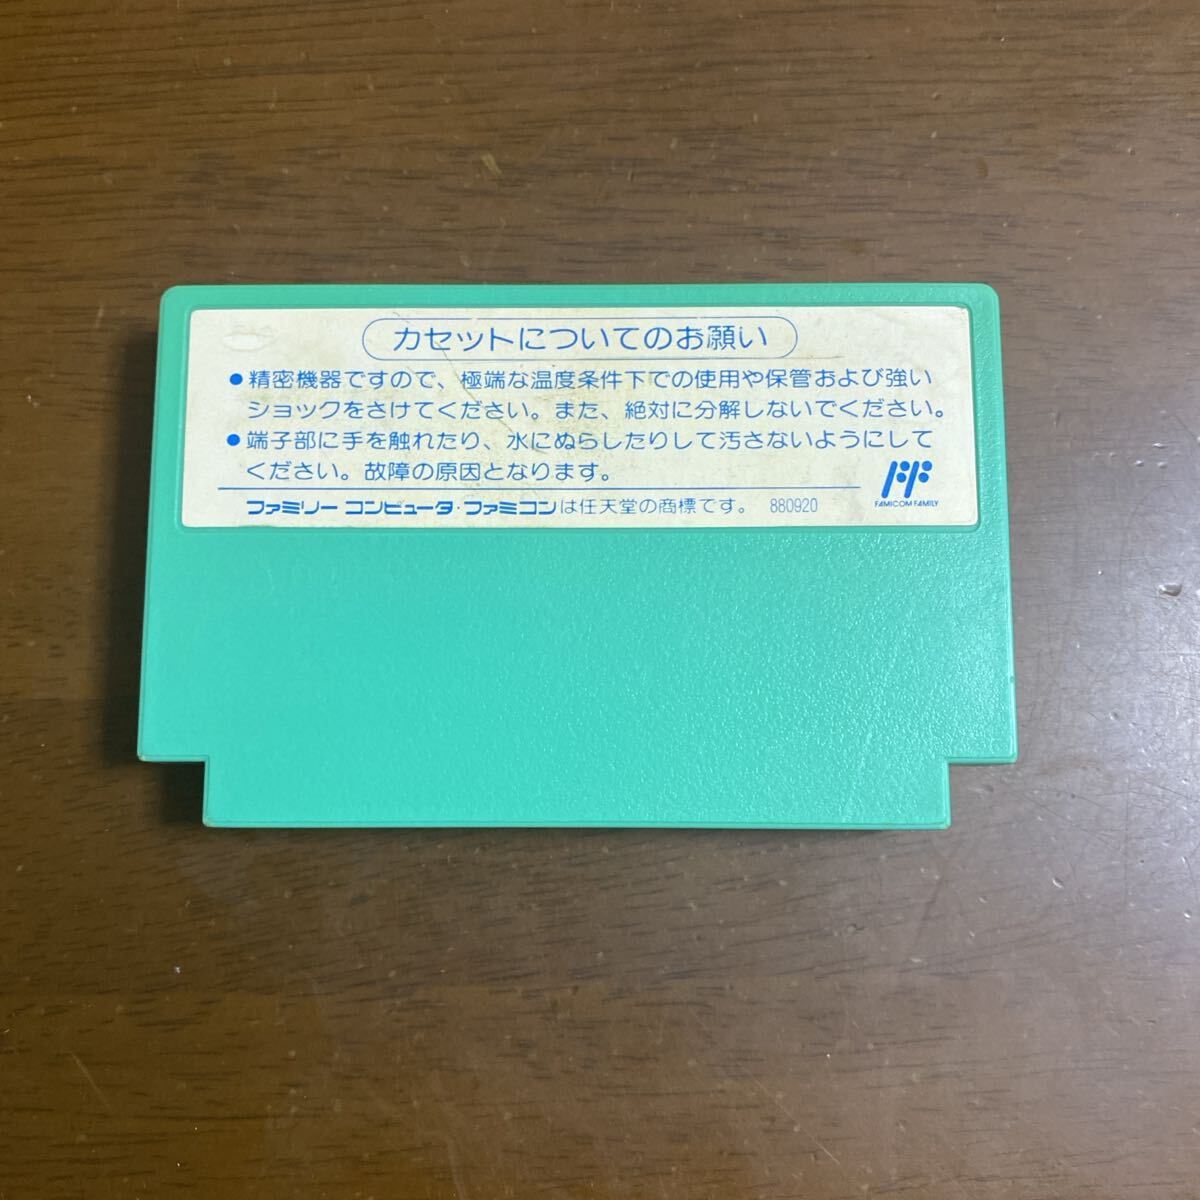 カセットについてのお願い
●精密機器ですので、極端な温度条件下での使用や保管および強い
ショックをさけてください。また、絶対に分解しないでください。
●端子部に手を触れたり、水にぬらしたりして汚さないようにして
ください。故障の原因となります。
ファミリー コンピュータ・ファミコンは任天堂の商標です。 880920
FAMICOM FAMILY